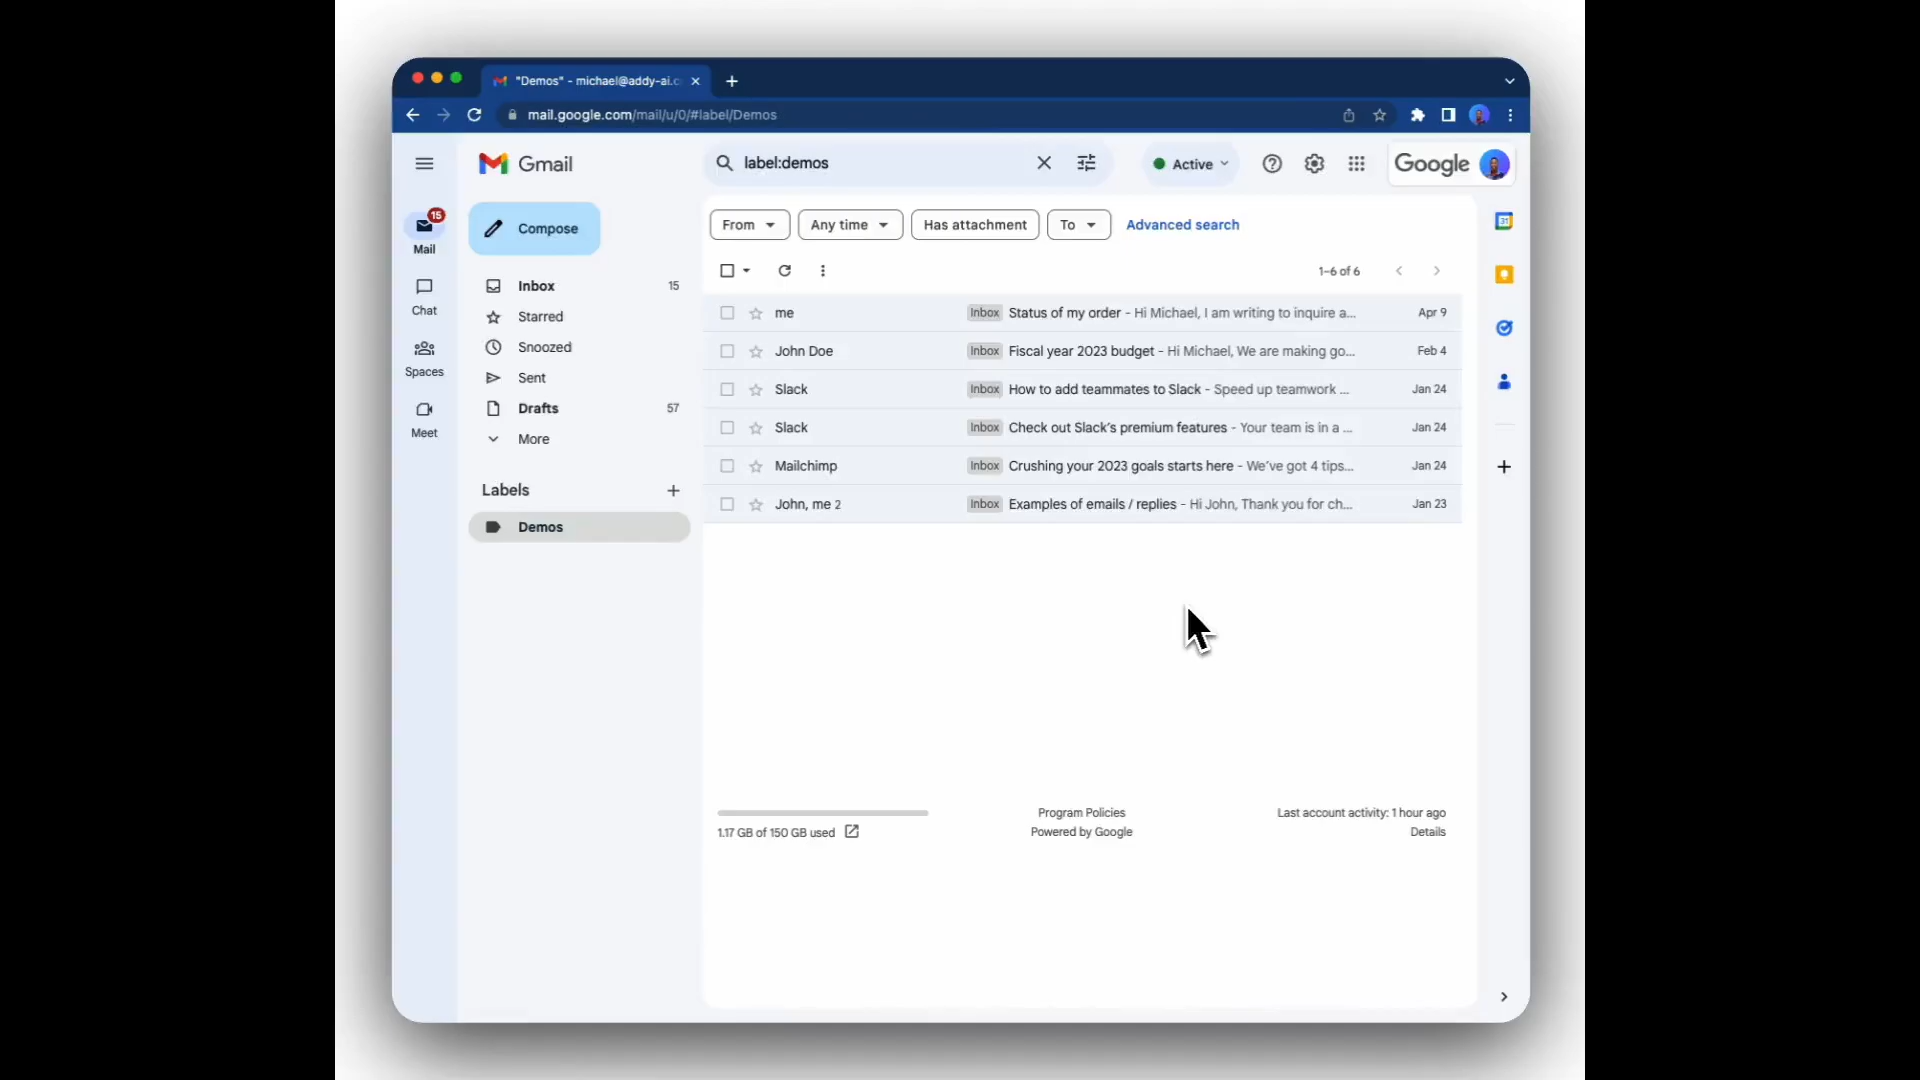 "Demos" - michael@addy-ai.c
mail.google.com/mail/u/0/#label/Demos
Gmail
label:demos
Active
Google
15
Mail
Compose
From
Any time
Has attachment
To
Advanced search
1–6 of 6
Inbox 15
Starred
Snoozed
Sent
Drafts 57
More
Labels
Demos
Chat
Spaces
Meet
me Inbox Status of my order - Hi Michael, I am writing to inquire a... Apr 9
John Doe Inbox Fiscal year 2023 budget - Hi Michael, We are making go... Feb 4
Slack Inbox How to add teammates to Slack - Speed up teamwork ... Jan 24
Slack Inbox Check out Slack’s premium features - Your team is in a ... Jan 24
Mailchimp Inbox Crushing your 2023 goals starts here - We’ve got 4 tips... Jan 24
John, me 2 Inbox Examples of emails / replies - Hi John, Thank you for ch... Jan 23
1.17 GB of 150 GB used
Program Policies
Powered by Google
Last account activity: 1 hour ago
Details
31